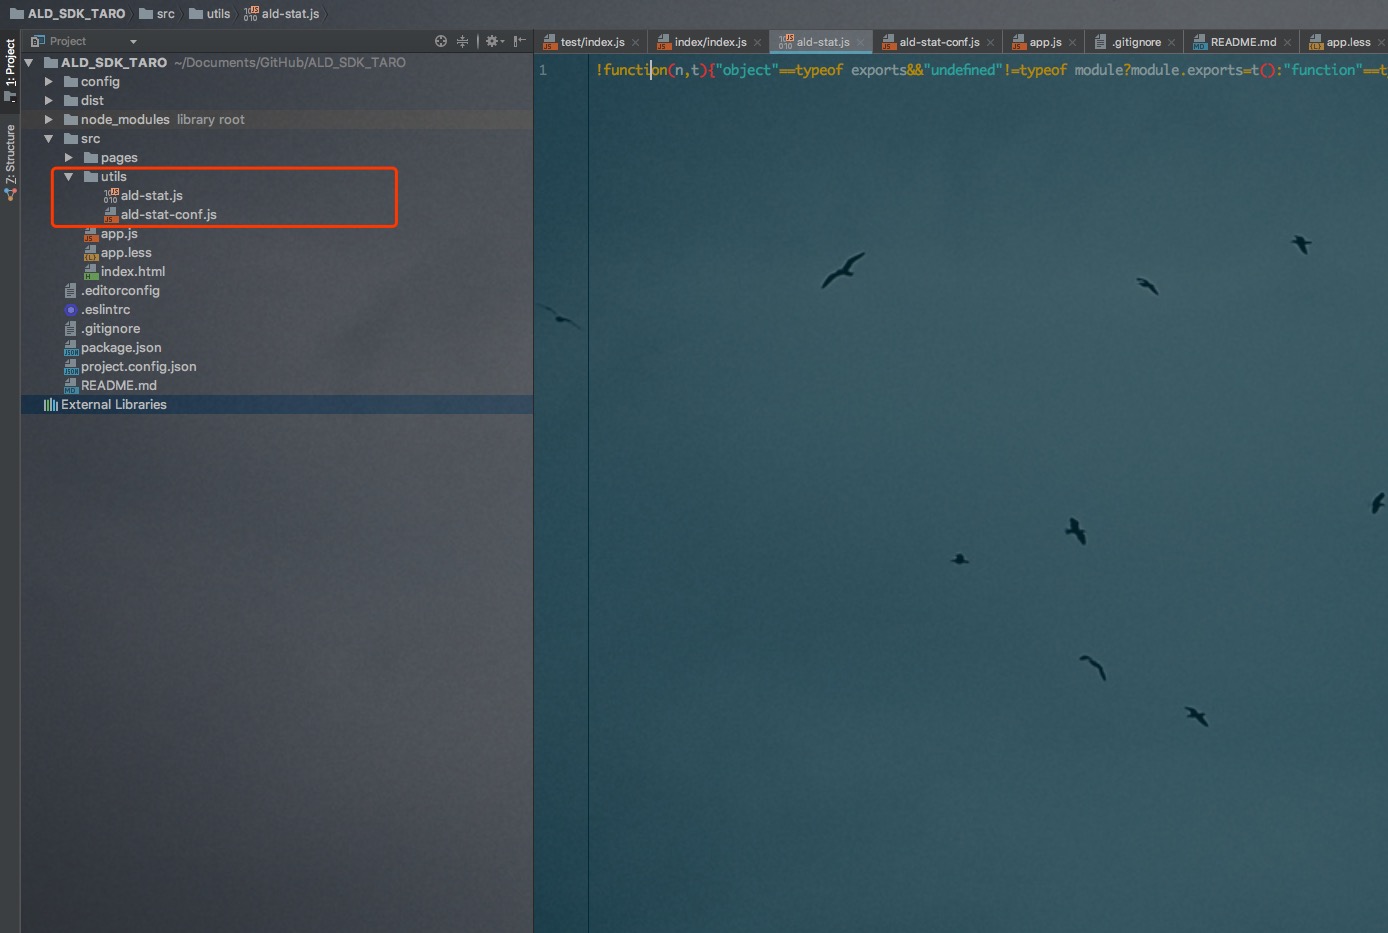 ALD_SDK_TARO src utils ald-stat.js
Project
test/index.js index/index.js ald-stat.js ald-stat-conf.js app.js .gitignore README.md app.less
1: Project
Z: Structure
ALD_SDK_TARO ~/Documents/GitHub/ALD_SDK_TARO
config
dist
node_modules library root
src
pages
utils
ald-stat.js
ald-stat-conf.js
app.js
app.less
index.html
.editorconfig
.eslintrc
.gitignore
package.json
project.config.json
README.md
External Libraries
1 !function(n,t){"object"==typeof exports&&"undefined"!=typeof module?module.exports=t():"function"==ty